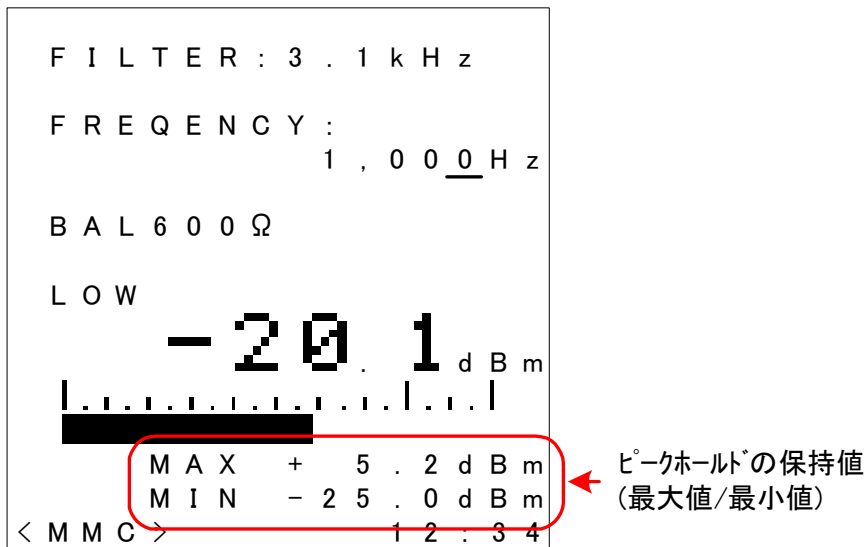 FILTER:3.1kHz
FREQENCY:
1,000Hz
BAL600Ω
LOW
-20.1dBm
MAX + 5.2dBm
MIN -25.0dBm
ピークホールドの保持値
(最大値/最小値)
<MMC> 12:34